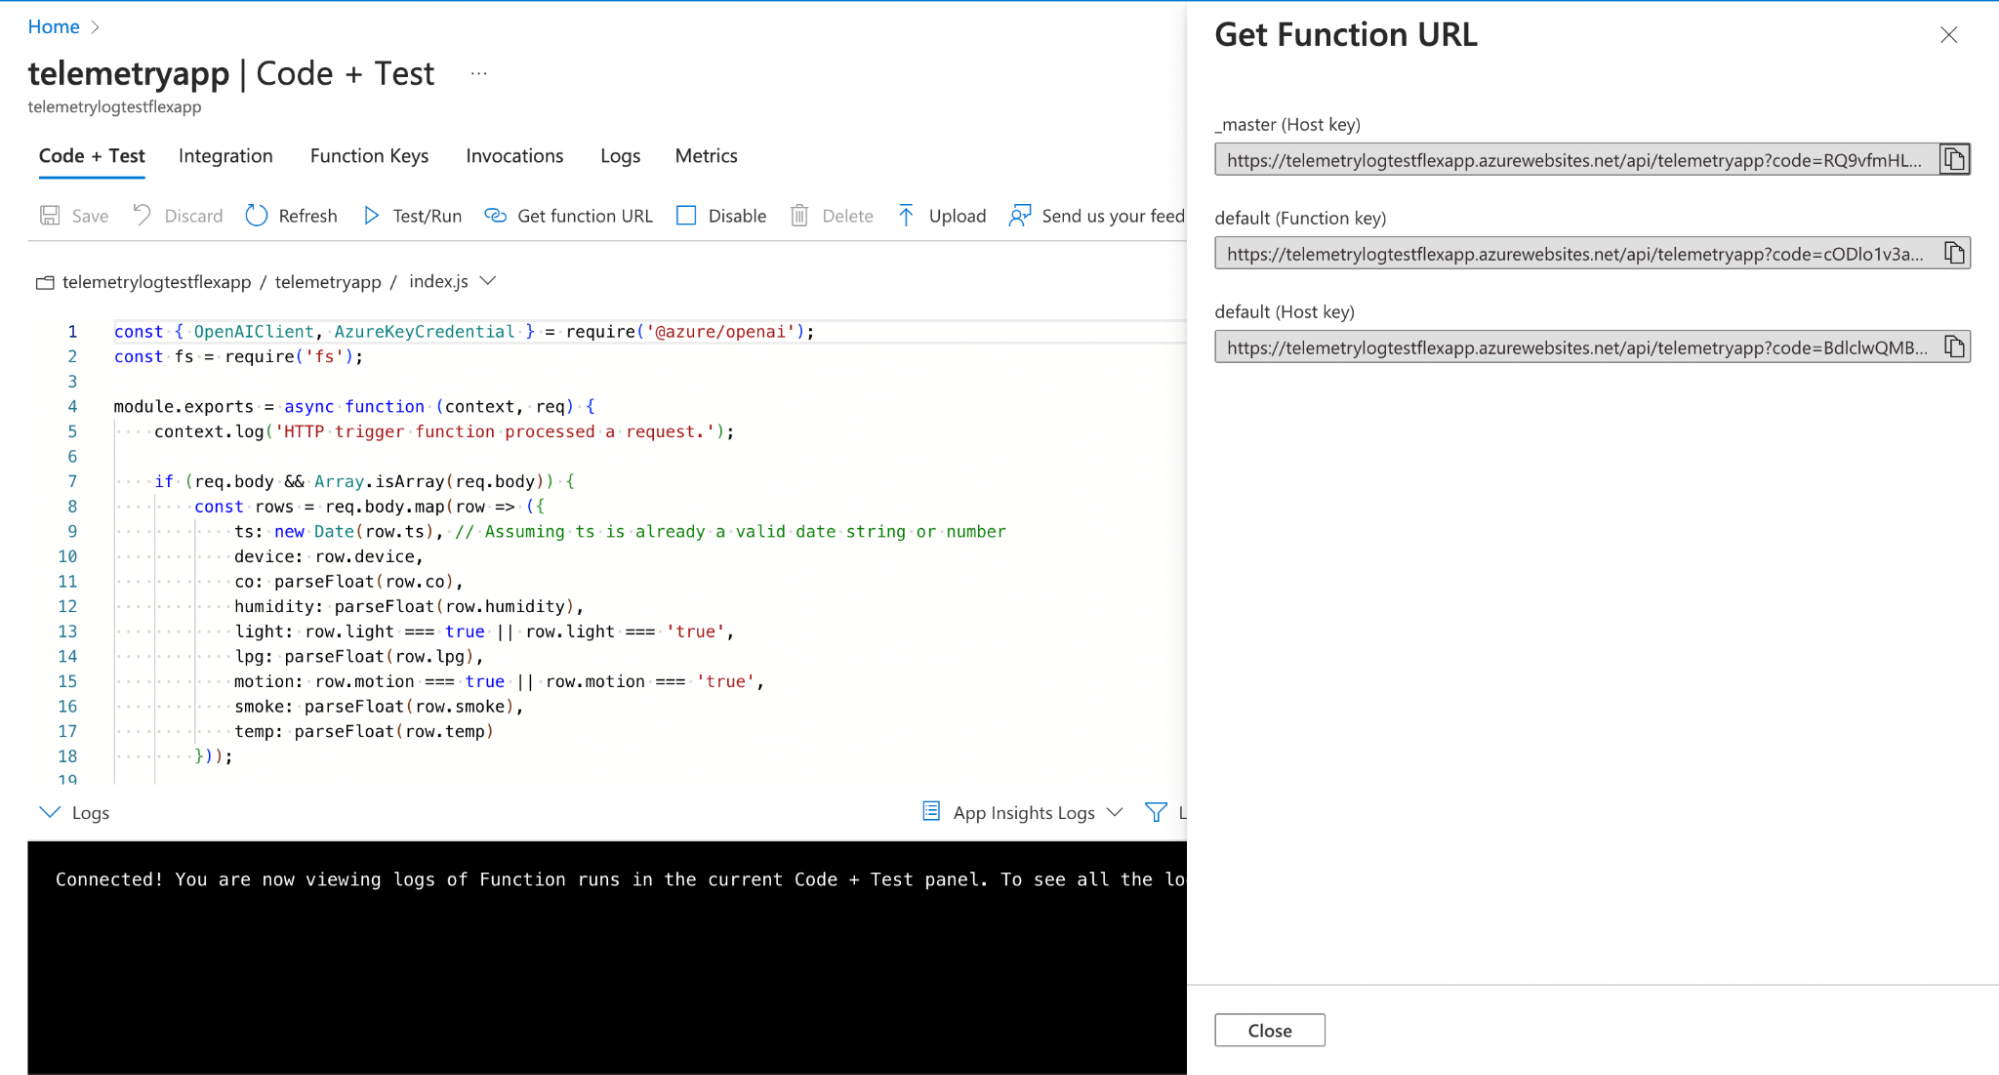 Home
telemetryapp | Code + Test ...
telemetrylogtestflexapp
Code + Test Integration Function Keys Invocations Logs Metrics
Save Discard Refresh Test/Run Get function URL Disable Delete Upload Send us your feed
telemetrylogtestflexapp / telemetryapp / index.js
1 const { OpenAIClient, AzureKeyCredential } = require('@azure/openai');
2 const fs = require('fs');
3
4 module.exports = async function (context, req) {
5 context.log('HTTP trigger function processed a request.');
6
7 if (req.body && Array.isArray(req.body)) {
8 const rows = req.body.map(row => ({
9 ts: new Date(row.ts), // Assuming ts is already a valid date string or number
10 device: row.device,
11 co: parseFloat(row.co),
12 humidity: parseFloat(row.humidity),
13 light: row.light === true || row.light === 'true',
14 lpg: parseFloat(row.lpg),
15 motion: row.motion === true || row.motion === 'true',
16 smoke: parseFloat(row.smoke),
17 temp: parseFloat(row.temp)
18 }));
19
Logs
App Insights Logs L
Connected! You are now viewing logs of Function runs in the current Code + Test panel. To see all the lo
Get Function URL
_master (Host key)
https://telemetrylogtestflexapp.azurewebsites.net/api/telemetryapp?code=RQ9vfmHL...
default (Function key)
https://telemetrylogtestflexapp.azurewebsites.net/api/telemetryapp?code=cODlo1v3a...
default (Host key)
https://telemetrylogtestflexapp.azurewebsites.net/api/telemetryapp?code=BdlclwQMB...
Close